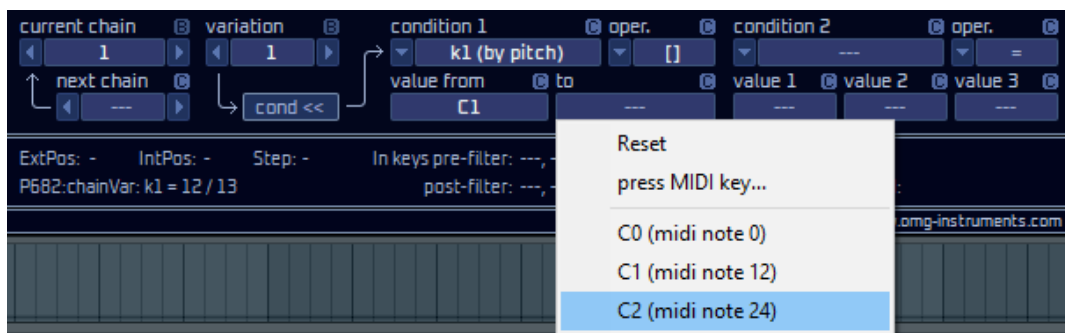 current chain B variation B condition 1 C oper. C condition 2 C oper. C
1 1 k1 (by pitch) [] --- =
next chain C value from C to C value 1 C value 2 C value 3 C
--- cond << C1 --- --- --- ---
Reset
ExtPos: - IntPos: - Step: - In keys pre-filter: ---, -
press MIDI key...
P682:chainVar: k1 = 12 / 13 post-filter: ---, - :
.omg-instruments.com
C0 (midi note 0)
C1 (midi note 12)
C2 (midi note 24)